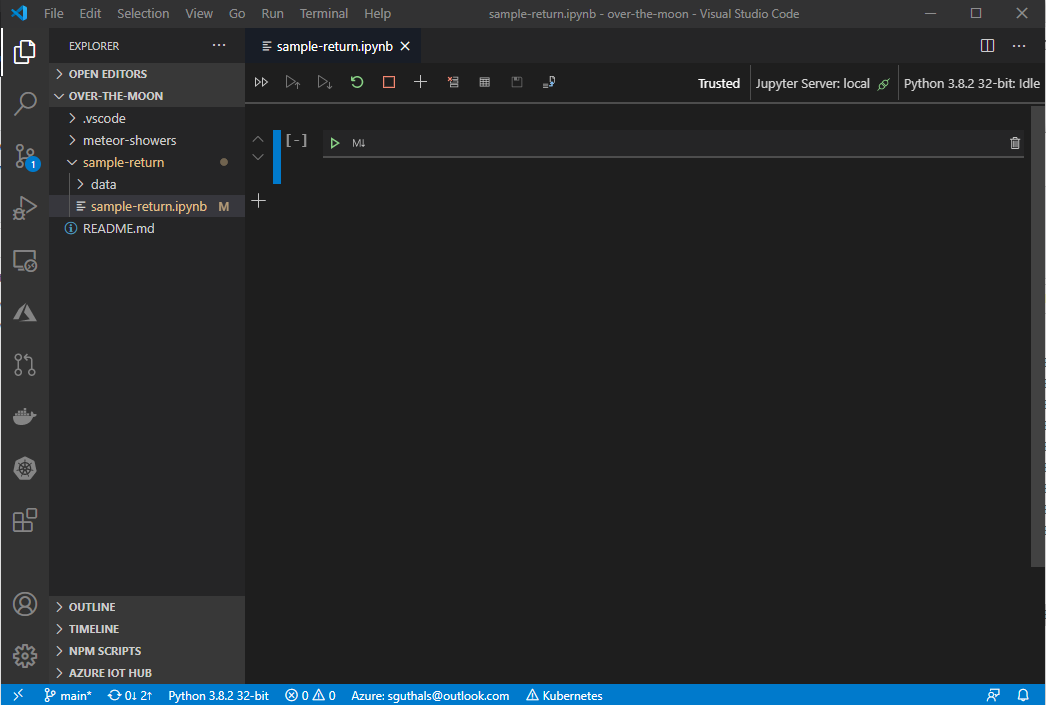 File Edit Selection View Go Run Terminal Help sample-return.ipynb - over-the-moon - Visual Studio Code
EXPLORER
sample-return.ipynb
OPEN EDITORS
OVER-THE-MOON
Trusted Jupyter Server: local Python 3.8.2 32-bit: Idle
.vscode
meteor-showers
[-] M↓
1
sample-return
data
sample-return.ipynb M
README.md
OUTLINE
TIMELINE
NPM SCRIPTS
AZURE IOT HUB
main* 0↓ 2↑ Python 3.8.2 32-bit 0 0 Azure: sguthals@outlook.com Kubernetes